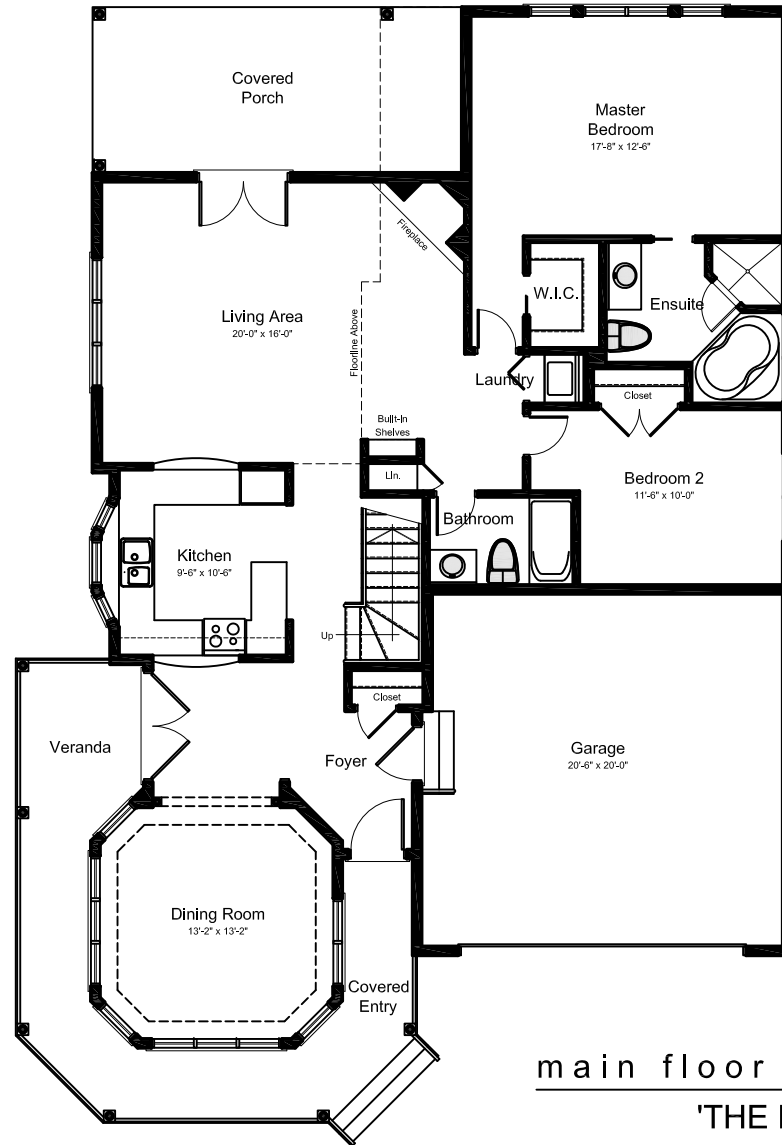 Covered
Porch
Master
Bedroom
17'-8" x 12'-6"
Fireplace
W.I.C.
Ensuite
Living Area
20'-0" x 16'-0"
Floorline Above
Laundry
Closet
Built-In
Shelves
Lin.
Bedroom 2
11'-6" x 10'-0"
Bathroom
Kitchen
9'-6" x 10'-6"
Up
Closet
Veranda
Foyer
Garage
20'-6" x 20'-0"
Dining Room
13'-2" x 13'-2"
Covered
Entry
main floor
'THE